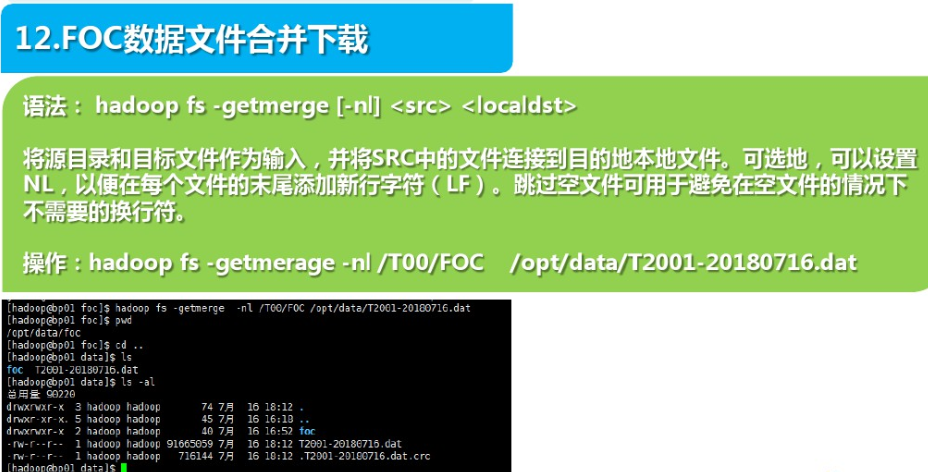 12.FOC数据文件合并下载
语法： hadoop fs -getmerge [-nl] <src> <localdst>
将源目录和目标文件作为输入，并将SRC中的文件连接到目的地本地文件。可选地，可以设置
NL，以便在每个文件的末尾添加新行字符（LF）。跳过空文件可用于避免在空文件的情况下
不需要的换行符。
操作：hadoop fs -getmerage -nl /T00/FOC /opt/data/T2001-20180716.dat
[hadoop@bp01 foc]$ hadoop fs -getmerge -nl /T00/FOC /opt/data/T2001-20180716.dat
[hadoop@bp01 foc]$ pwd
/opt/data/foc
[hadoop@bp01 foc]$ cd ..
[hadoop@bp01 data]$ ls
foc T2001-20180716.dat
[hadoop@bp01 data]$ ls -al
总用量 90220
drwxrwxr-x 3 hadoop hadoop 74 7月 16 18:12 .
drwxr-xr-x. 5 hadoop hadoop 45 7月 16 16:18 ..
drwxrwxr-x 2 hadoop hadoop 40 7月 16 16:52 foc
-rw-r--r-- 1 hadoop hadoop 91665059 7月 16 18:12 T2001-20180716.dat
-rw-r--r-- 1 hadoop hadoop 716144 7月 16 18:12 .T2001-20180716.dat.crc
[hadoop@bp01 data]$